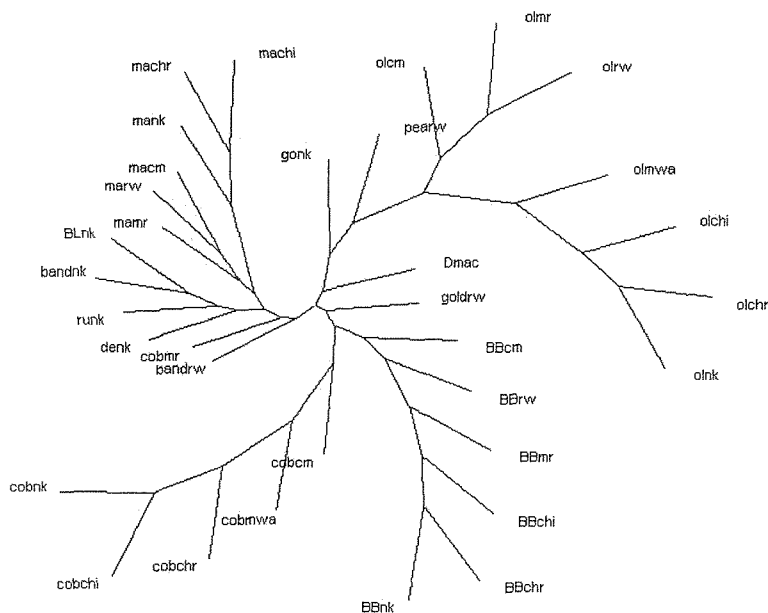 olmr
machi
olcm
machr
olrw
mank
pearw
gonk
macm
olmwa
marw
mamr
olchi
BLnk
Dmac
bandnk
goldrw
olchr
runk
denk
BBcm
cobmr
bandrw
olnk
BBrw
BBmr
cobcm
cobnk
cobmwa
BBchi
cobchr
cobchi
BBchr
BBnk